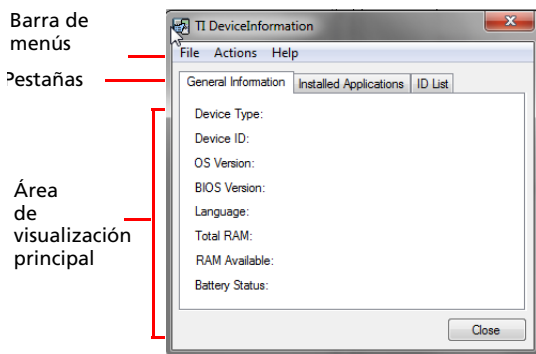 Barra de
menús
Pestañas
Área
de
visualización
principal
TI DeviceInformation
File Actions Help
General Information Installed Applications ID List
Device Type:
Device ID:
OS Version:
BIOS Version:
Language:
Total RAM:
RAM Available:
Battery Status:
Close